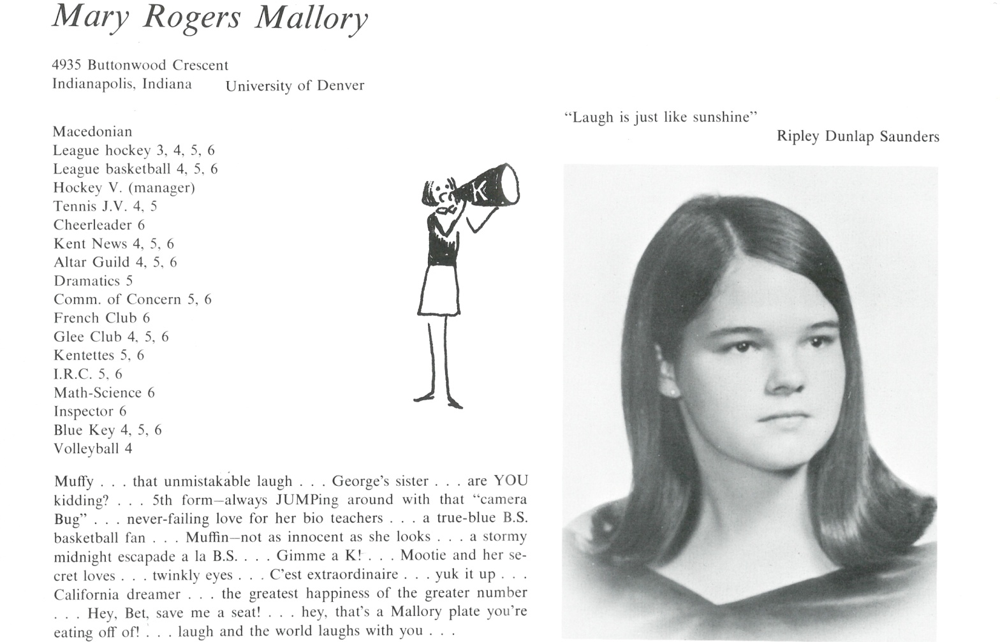 Mary Rogers Mallory
4935 Buttonwood Crescent
Indianapolis, Indiana University of Denver
"Laugh is just like sunshine"
Ripley Dunlap Saunders
Macedonian
League hockey 3, 4, 5, 6
League basketball 4, 5, 6
Hockey V. (manager)
Tennis J.V. 4, 5
Cheerleader 6
Kent News 4, 5, 6
Altar Guild 4, 5, 6
Dramatics 5
Comm. of Concern 5, 6
French Club 6
Glee Club 4, 5, 6
Kentettes 5, 6
I.R.C. 5, 6
Math-Science 6
Inspector 6
Blue Key 4, 5, 6
Volleyball 4
K
Muffy . . . that unmistakable laugh . . . George's sister . . . are YOU
kidding? . . . 5th form—always JUMPing around with that "camera
Bug" . . . never-failing love for her bio teachers . . . a true-blue B.S.
basketball fan . . . Muffin—not as innocent as she looks . . . a stormy
midnight escapade a la B.S. . . . Gimme a K! . . . Mootie and her se-
cret loves . . . twinkly eyes . . . C'est extraordinaire . . . yuk it up . . .
California dreamer . . . the greatest happiness of the greater number
. . . Hey, Bet, save me a seat! . . . hey, that's a Mallory plate you're
eating off of! . . . laugh and the world laughs with you . . .